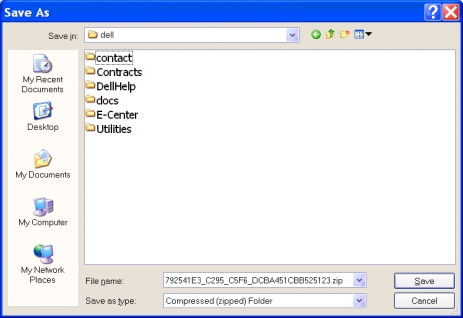 Save As
Save in:
dell
contact
Contracts
DellHelp
docs
E-Center
Utilities
My Recent
Documents
Desktop
My Documents
My Computer
My Network
Places
File name:
792541E3_C295_C5F6_DCBA451CBB525123.zip
Save
Save as type:
Compressed (zipped) Folder
Cancel